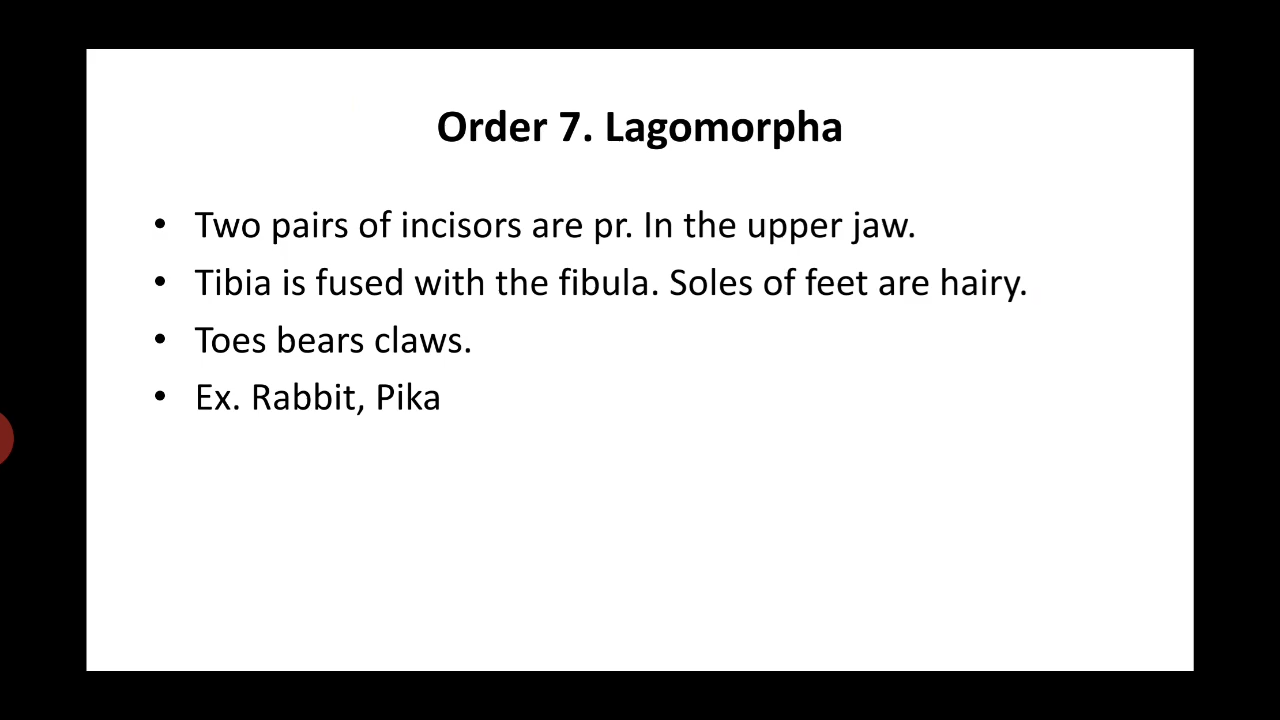 Order 7. Lagomorpha
• Two pairs of incisors are pr. In the upper jaw.
• Tibia is fused with the fibula. Soles of feet are hairy.
• Toes bears claws.
• Ex. Rabbit, Pika